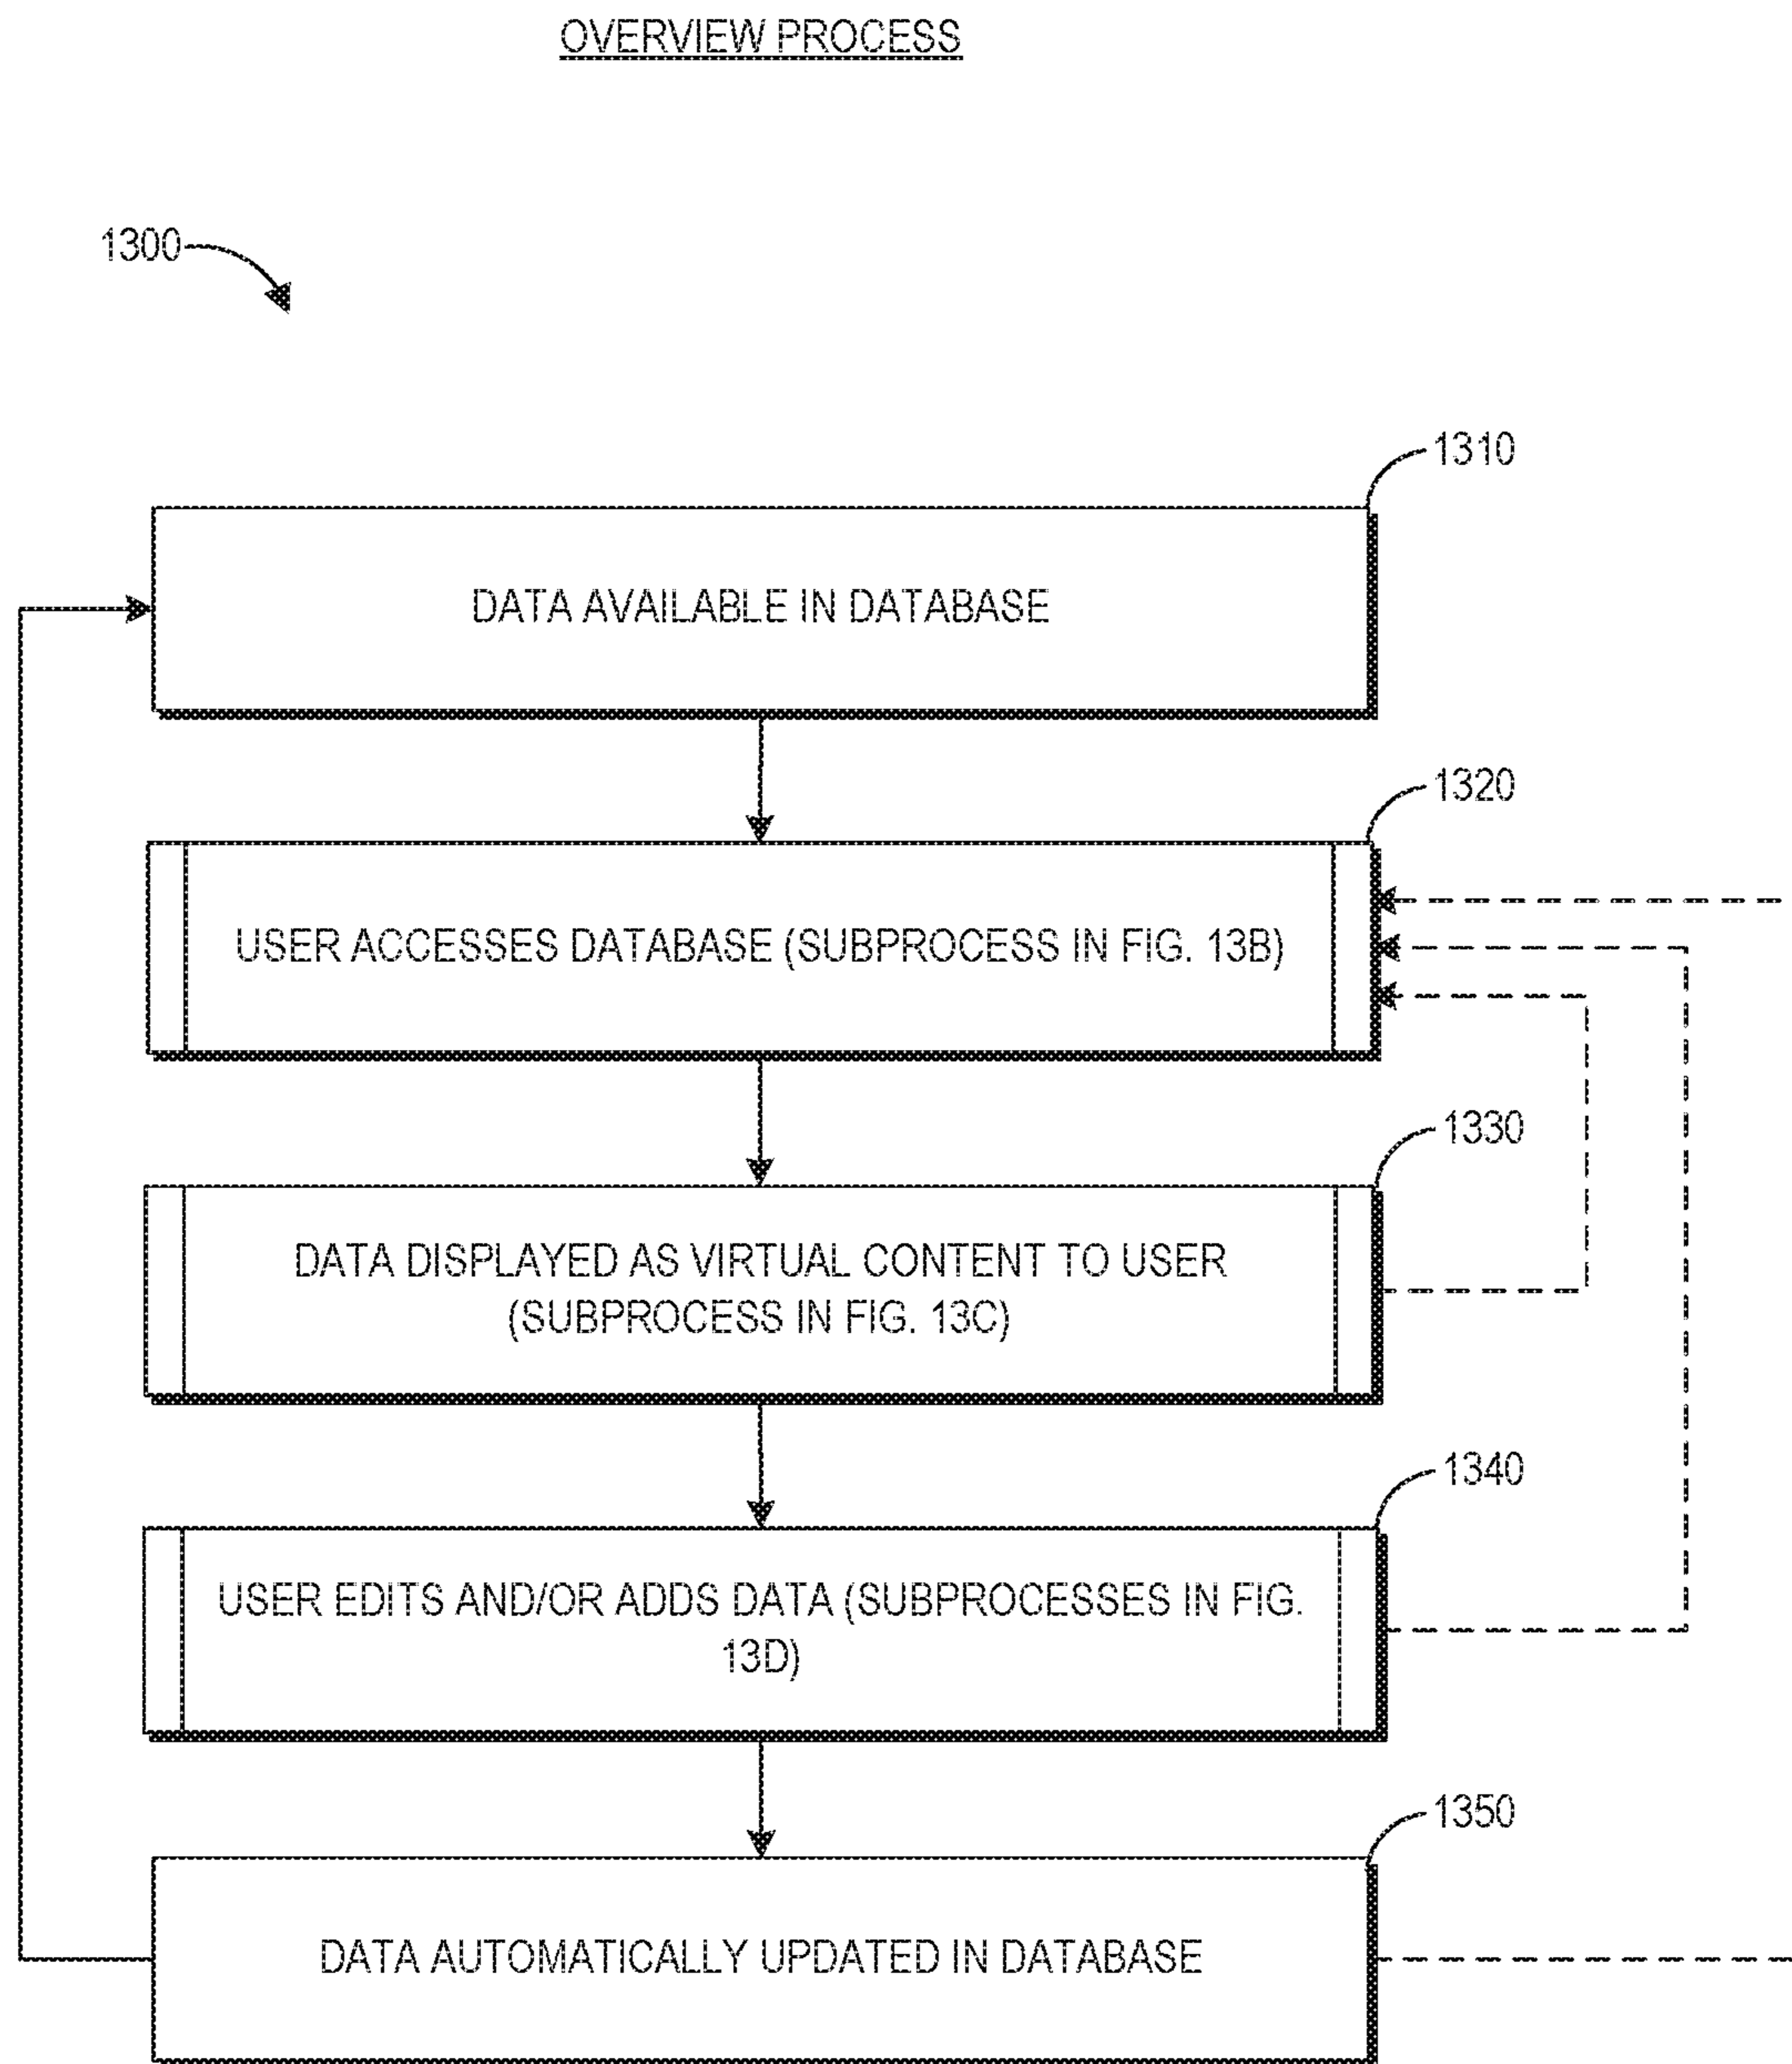 OVERVIEW PROCESS
1300
1310
DATA AVAILABLE IN DATABASE
1320
USER ACCESSES DATABASE (SUBPROCESS IN FIG. 13B)
1330
DATA DISPLAYED AS VIRTUAL CONTENT TO USER
(SUBPROCESS IN FIG. 13C)
1340
USER EDITS AND/OR ADDS DATA (SUBPROCESSES IN FIG.
13D)
1350
DATA AUTOMATICALLY UPDATED IN DATABASE